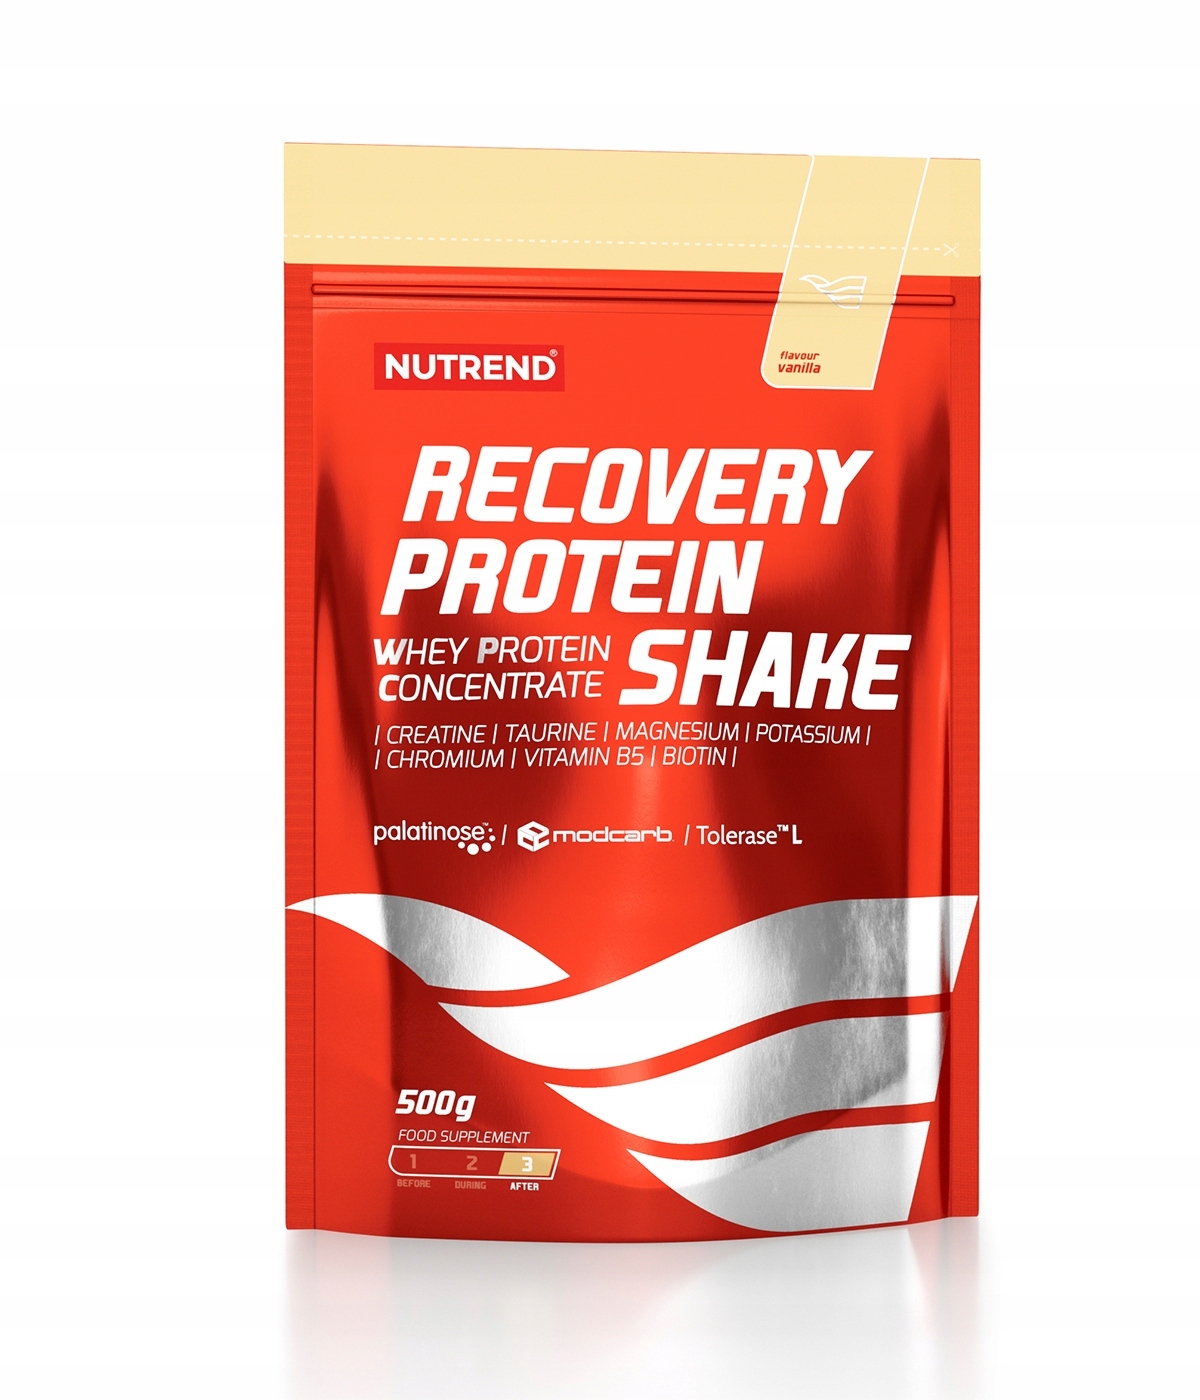 flavour
vanilla
NUTREND®
RECOVERY
PROTEIN
WHEY PROTEIN
CONCENTRATE
SHAKE
| CREATINE | TAURINE | MAGNESIUM | POTASSIUM |
| CHROMIUM | VITAMIN B5 | BIOTIN |
palatinose™ | modcarb | Tolerase™ L
500g
FOOD SUPPLEMENT
1 2 3
BEFORE DURING AFTER